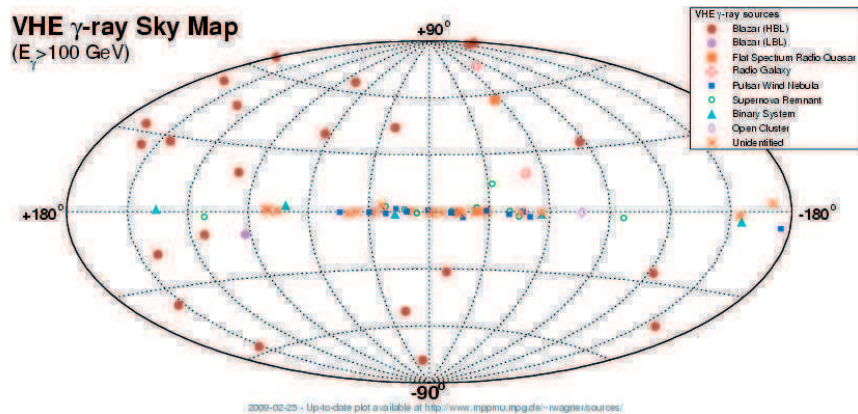 VHE γ-ray Sky Map
(Eγ>100 GeV)
+90°
VHE γ-ray sources
Blazar (HBL)
Blazar (LBL)
Flat Spectrum Radio Quasar
Radio Galaxy
Pulsar Wind Nebula
Supernova Remnant
Binary System
Open Cluster
Unidentified
+180°
-180°
-90°
2009-02-25 - Up-to-date plot available at http://www.mppmu.mpg.de/~rwagner/sources/